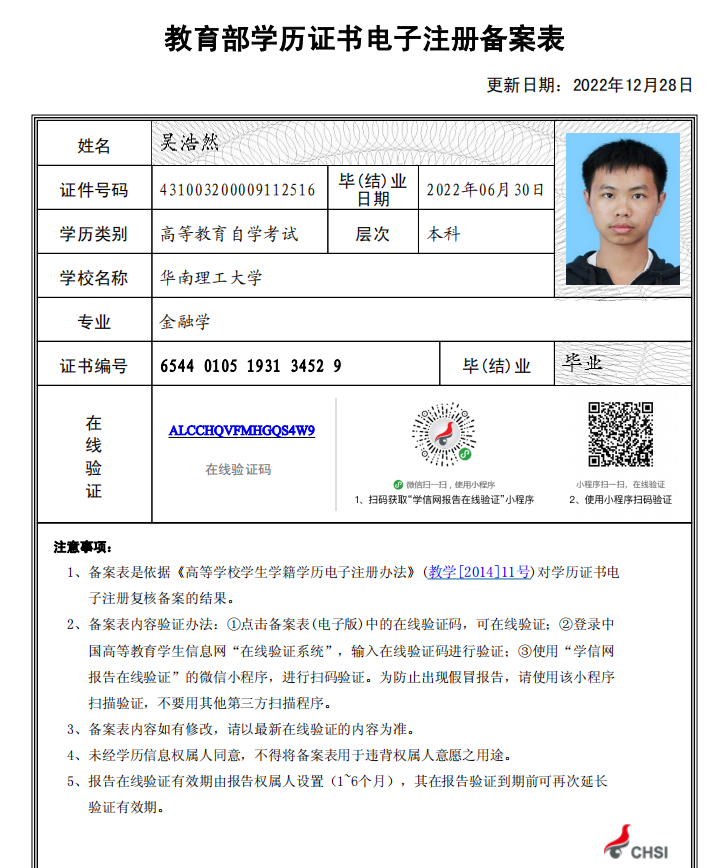 教育部学历证书电子注册备案表
更新日期：2022年12月28日
姓名
吴浩然
证件号码
431003200009112516
毕(结)业
日期
2022年06月30日
学历类别
高等教育自学考试
层次
本科
学校名称
华南理工大学
专业
金融学
证书编号
6544 0105 1931 3452 9
毕(结)业
毕业
在
线
验
证
ALCCHQVFMHGQS4W9
在线验证码
微信扫一扫，使用小程序
1、扫码获取“学信网报告在线验证”小程序
小程序扫一扫，在线验证
2、使用小程序扫码验证
注意事项：
1、备案表是依据《高等学校学生学籍学历电子注册办法》(教学[2014]11号)对学历证书电
子注册复核备案的结果。
2、备案表内容验证办法：①点击备案表(电子版)中的在线验证码，可在线验证；②登录中
国高等教育学生信息网“在线验证系统”，输入在线验证码进行验证；③使用“学信网
报告在线验证”的微信小程序，进行扫码验证。为防止出现假冒报告，请使用该小程序
扫描验证，不要用其他第三方扫描程序。
3、备案表内容如有修改，请以最新在线验证的内容为准。
4、未经学历信息权属人同意，不得将备案表用于违背权属人意愿之用途。
5、报告在线验证有效期由报告权属人设置（1~6个月），其在报告验证到期前可再次延长
验证有效期。
CHSI